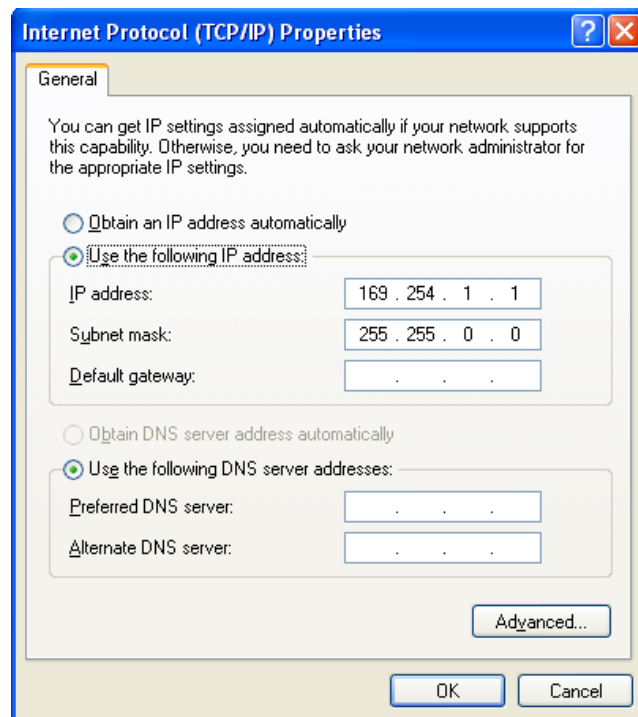 Internet Protocol (TCP/IP) Properties
General
You can get IP settings assigned automatically if your network supports
this capability. Otherwise, you need to ask your network administrator for
the appropriate IP settings.
Obtain an IP address automatically
Use the following IP address:
IP address: 169 . 254 . 1 . 1
Subnet mask: 255 . 255 . 0 . 0
Default gateway: . . .
Obtain DNS server address automatically
Use the following DNS server addresses:
Preferred DNS server: . . .
Alternate DNS server: . . .
Advanced...
OK Cancel